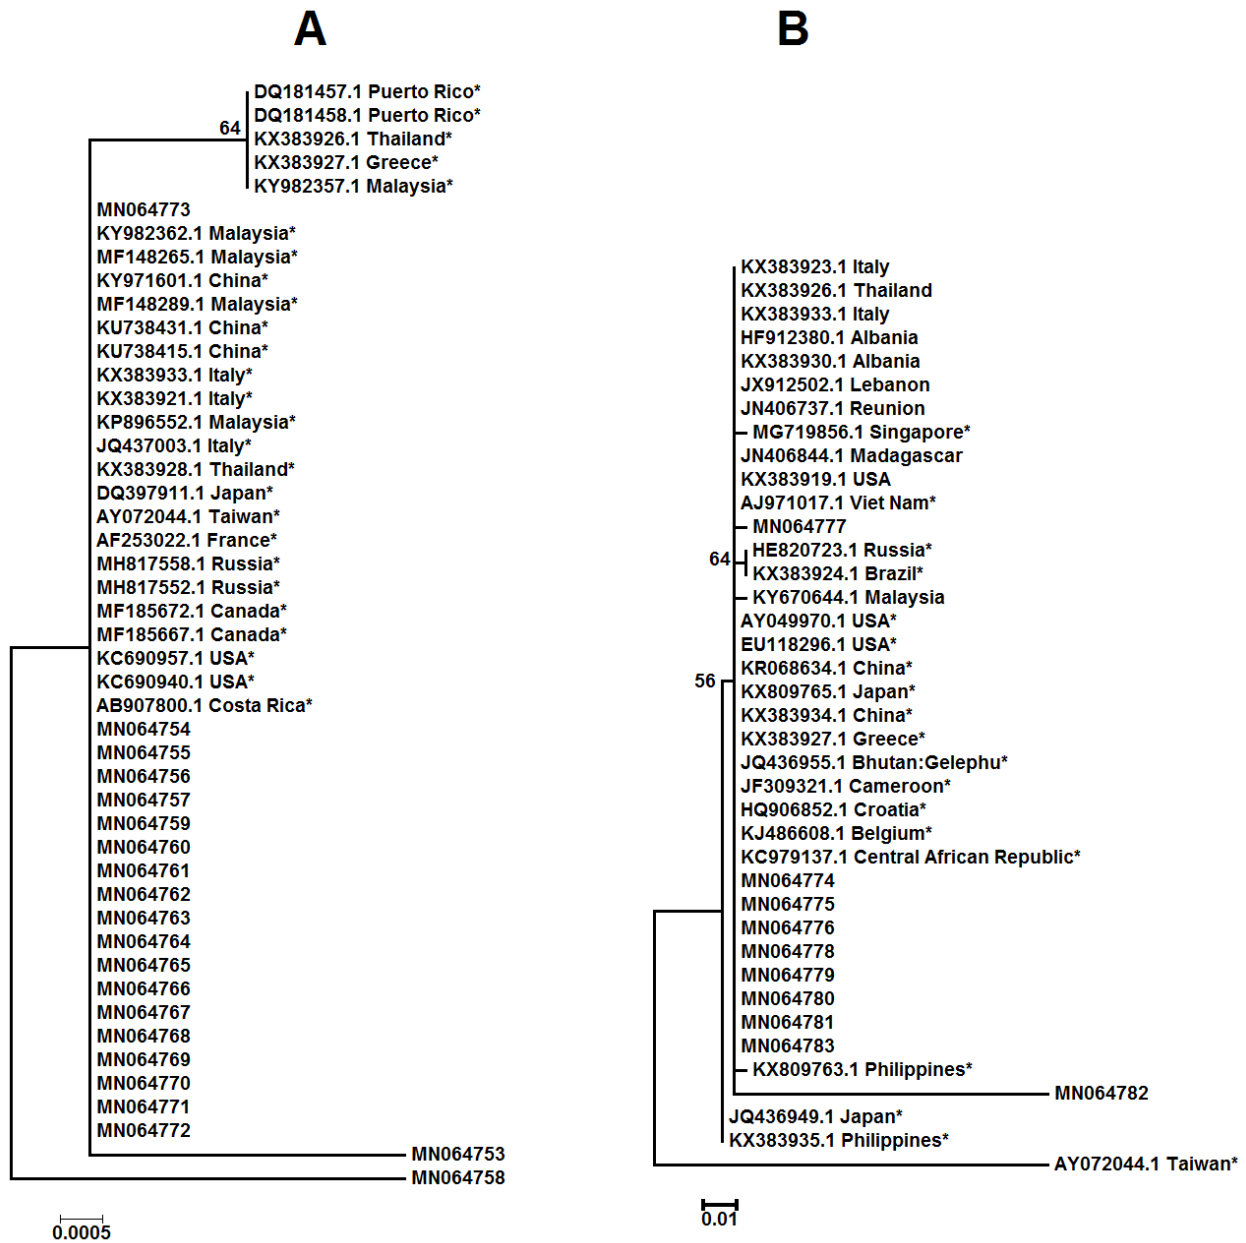 A
DQ181457.1 Puerto Rico*
DQ181458.1 Puerto Rico*
64
KX383926.1 Thailand*
KX383927.1 Greece*
KY982357.1 Malaysia*
MN064773
KY982362.1 Malaysia*
MF148265.1 Malaysia*
KY971601.1 China*
MF148289.1 Malaysia*
KU738431.1 China*
KU738415.1 China*
KX383933.1 Italy*
KX383921.1 Italy*
KP896552.1 Malaysia*
JQ437003.1 Italy*
KX383928.1 Thailand*
DQ397911.1 Japan*
AY072044.1 Taiwan*
AF253022.1 France*
MH817558.1 Russia*
MH817552.1 Russia*
MF185672.1 Canada*
MF185667.1 Canada*
KC690957.1 USA*
KC690940.1 USA*
AB907800.1 Costa Rica*
MN064754
MN064755
MN064756
MN064757
MN064759
MN064760
MN064761
MN064762
MN064763
MN064764
MN064765
MN064766
MN064767
MN064768
MN064769
MN064770
MN064771
MN064772
MN064753
MN064758
0.0005
B
KX383923.1 Italy
KX383926.1 Thailand
KX383933.1 Italy
HF912380.1 Albania
KX383930.1 Albania
JX912502.1 Lebanon
JN406737.1 Reunion
MG719856.1 Singapore*
JN406844.1 Madagascar
KX383919.1 USA
AJ971017.1 Viet Nam*
MN064777
HE820723.1 Russia*
64
KX383924.1 Brazil*
KY670644.1 Malaysia
AY049970.1 USA*
EU118296.1 USA*
KR068634.1 China*
56
KX809765.1 Japan*
KX383934.1 China*
KX383927.1 Greece*
JQ436955.1 Bhutan:Gelephu*
JF309321.1 Cameroon*
HQ906852.1 Croatia*
KJ486608.1 Belgium*
KC979137.1 Central African Republic*
MN064774
MN064775
MN064776
MN064778
MN064779
MN064780
MN064781
MN064783
KX809763.1 Philippines*
MN064782
JQ436949.1 Japan*
KX383935.1 Philippines*
AY072044.1 Taiwan*
0.01